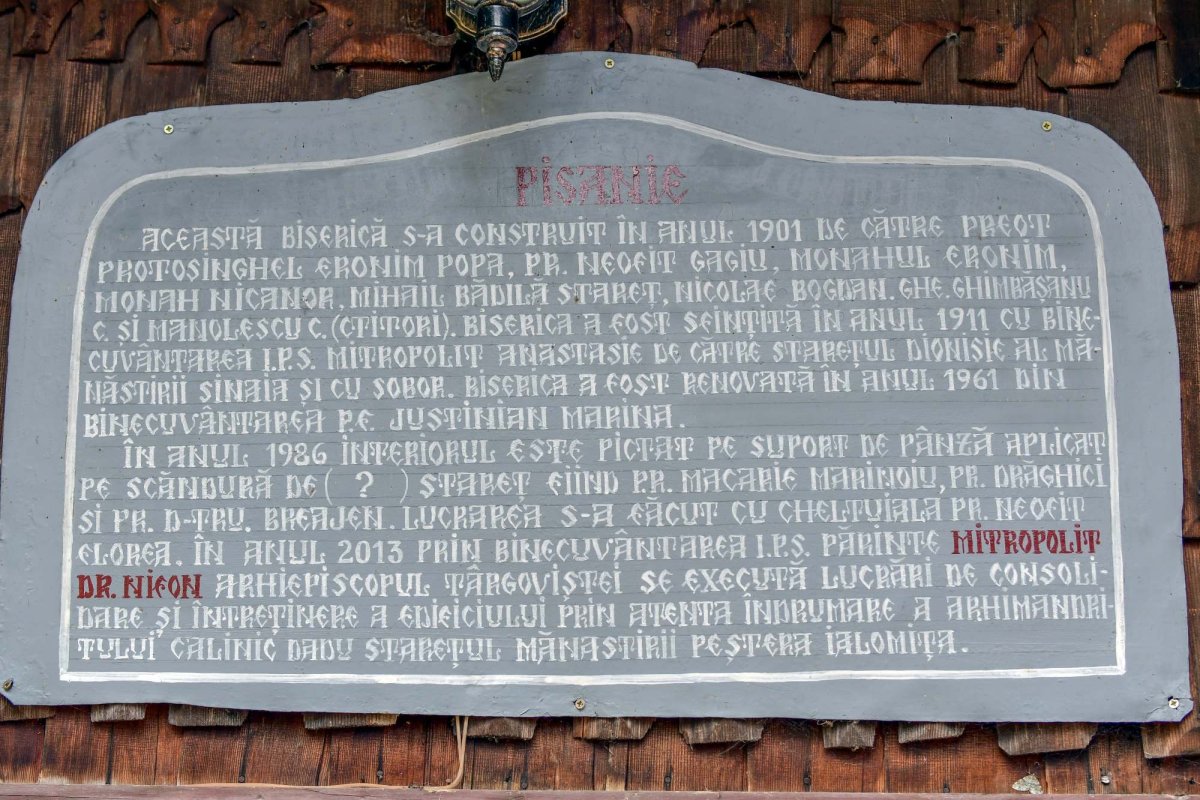 PISANIE
ACEASTĂ BISERICĂ S-A CONSTRUIT ÎN ANUL 1901 DE CĂTRE PREOT
PROTOSINGHEL ERONIM POPA, PR. NEOFIT GAGIU, MONAHUL ERONIM,
MONAH NICANOR, MIHAIL BĂDILĂ STAREȚ, NICOLAE BOGDAN. GHE. GHIMBĂȘANU
C. ȘI MANOLESCU C. (CTITORI). BISERICA A FOST SFINȚITĂ ÎN ANUL 1911 CU BINE-
CUVÂNTAREA I.P.S. MITROPOLIT ANASTASIE DE CĂTRE STAREȚUL DIONISIE AL MĂ-
NĂSTIRII SINAIA ȘI CU SOBOR. BISERICA A FOST RENOVATĂ ÎN ANUL 1961 DIN
BINECUVÂNTAREA P.F. JUSTINIAN MARINA.
ÎN ANUL 1986 INTERIORUL ESTE PICTAT PE SUPORT DE PÂNZĂ APLICAT
PE SCÂNDURĂ DE ( ? ) STAREȚ FIIND P.R. MACARIE MARINOIU, PR. DRĂGHICI
ȘI PR. D-TRU. BREAJEN. LUCRAREA S-A FĂCUT CU CHELTUIALA PR. NEOFIT
FLOREA. ÎN ANUL 2013 PRIN BINECUVÂNTAREA I.P.S. PĂRINTE MITROPOLIT
DR. NIFON ARHIEPISCOPUL TÂRGOVIȘTEI SE EXECUTĂ LUCRĂRI DE CONSOLI-
DARE ȘI ÎNTREȚINERE A EDIFICIULUI PRIN ATENTA ÎNDRUMARE A ARHIMANDRI-
TULUI CALINIC DADU STAREȚUL MĂNASTIRII PEȘTERA IALOMIȚA.